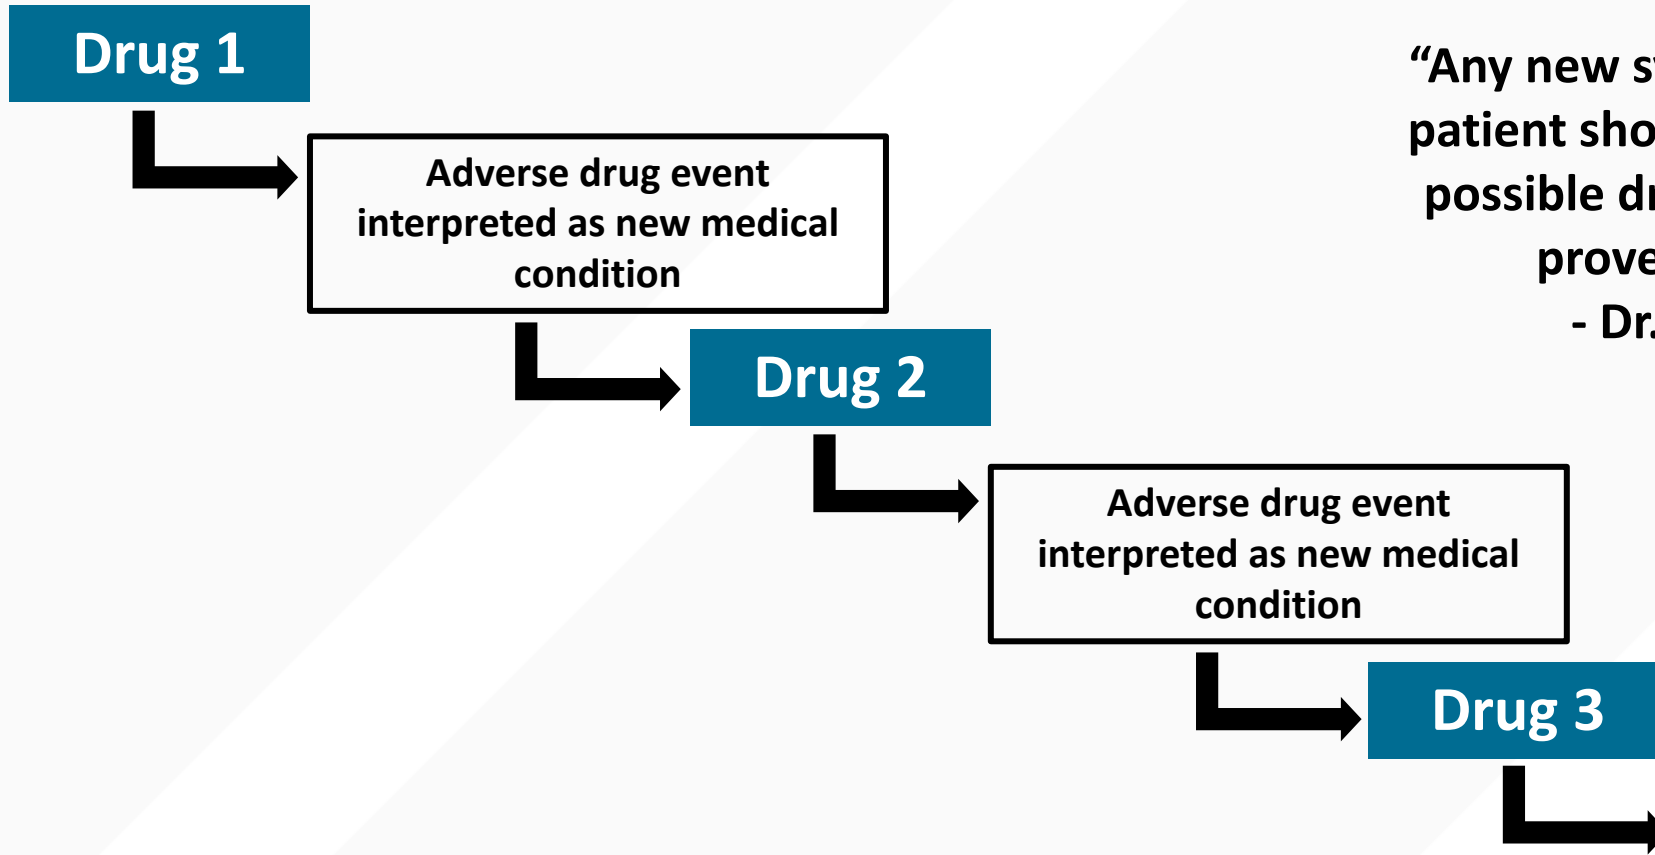 Drug 1
Adverse drug event
interpreted as new medical
condition
Drug 2
Adverse drug event
interpreted as new medical
condition
Drug 3
“Any new
patient
possible
- Dr.